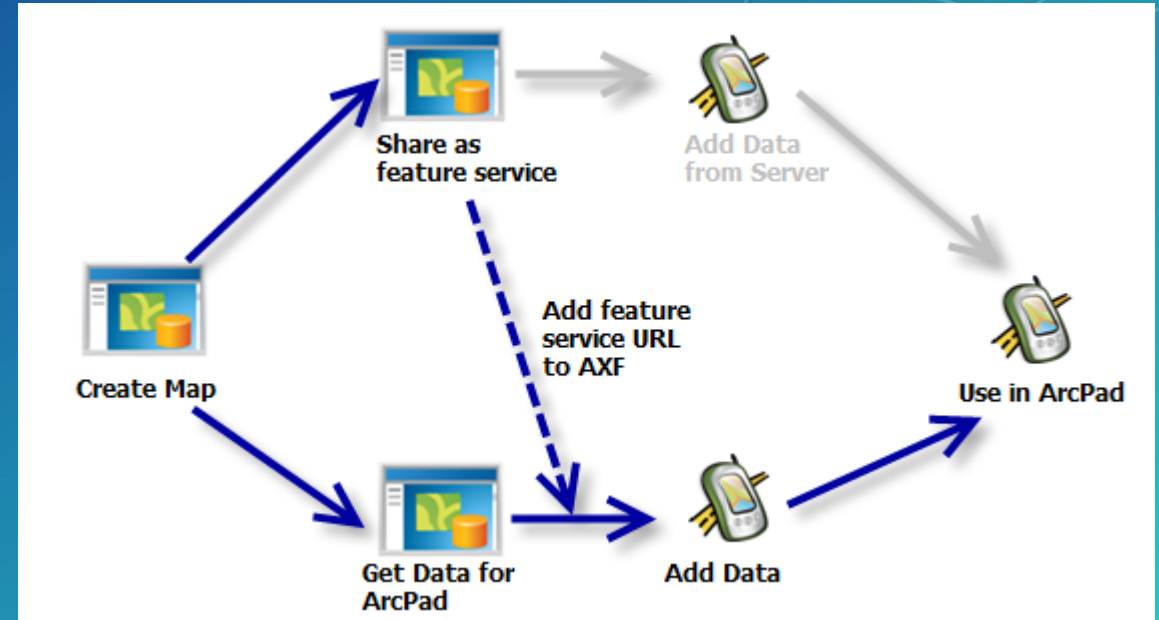 Share as
feature service
Add Data
from Server
Add feature
service URL
to AXF
Create Map
Use in ArcPad
Get Data for
ArcPad
Add Data